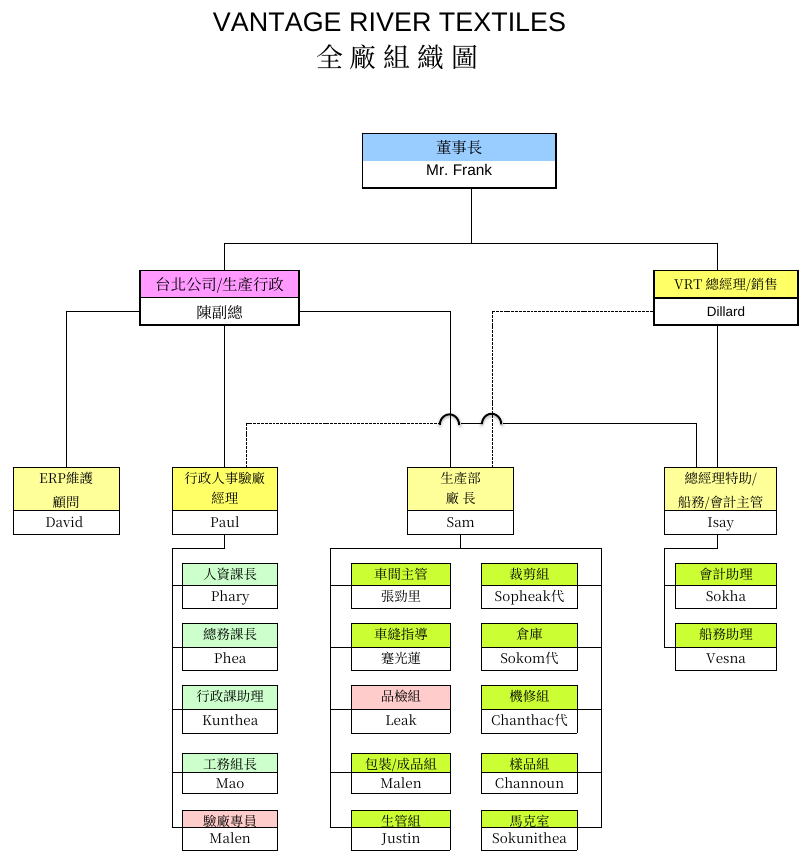 VANTAGE RIVER TEXTILES
全廠組織圖
董事長
Mr. Frank
台北公司/生產行政
陳副總
VRT 總經理/銷售
Dillard
ERP維護
顧問
David
行政人事驗廠
經理
Paul
生產部
廠 長
Sam
總經理特助/
船務/會計主管
Isay
人資課長
Phary
總務課長
Phea
行政課助理
Kunthea
工務組長
Mao
驗廠專員
Malen
車間主管
張勁里
車縫指導
蹇光蓮
品檢組
Leak
包裝/成品組
Malen
生管組
Justin
裁剪組
Sopheak代
倉庫
Sokom代
機修組
Chanthac代
樣品組
Channoun
馬克室
Sokunithea
會計助理
Sokha
船務助理
Vesna